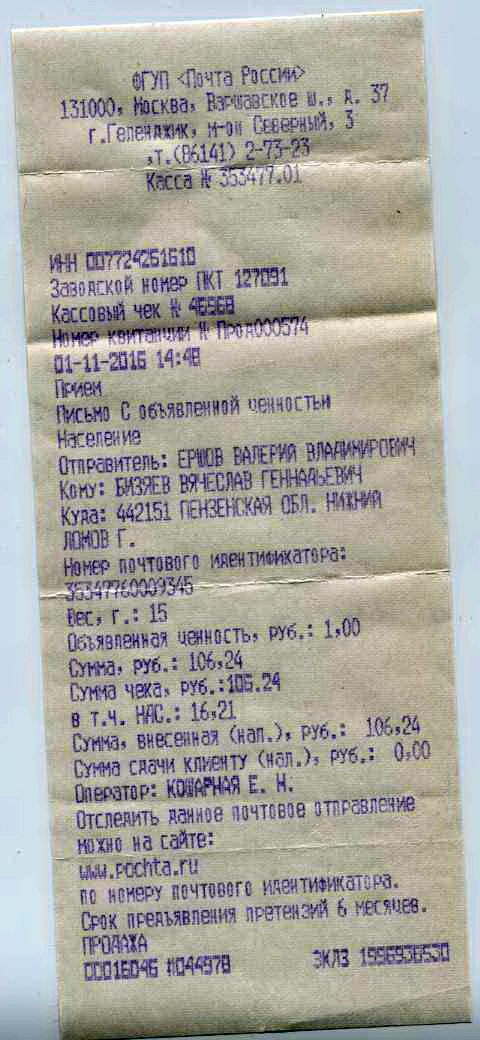 ФГУП <Почта России>
131000, Москва, Варшавское ш., д. 37
г.Геленджик, м-он Северный, 3
,т.(86141) 2-73-23
Касса № 353477.01
ИНН 007724261610
Заводской номер ПКТ 127091
Кассовый чек № 46968
Номер квитанции № Прод000574
01-11-2016 14:48
Прием
Письмо С объявленной ценностью
Население
Отправитель: ЕРШОВ ВАЛЕРИЙ ВЛАДИМИРОВИЧ
Кому: БИЗЯЕВ ВЯЧЕСЛАВ ГЕННАДЬЕВИЧ
Куда: 442151 ПЕНЗЕНСКАЯ ОБЛ. НИЖНИЙ
ЛОМОВ Г.
Номер почтового идентификатора:
35347760009345
Вес, г.: 15
Объявленная ценность, руб.: 1,00
Сумма, руб.: 106,24
Сумма чека, руб.:106.24
в т.ч. НДС.: 16,21
Сумма, внесенная (нал.), руб.: 106,24
Сумма сдачи клиенту (нал.), руб.: 0,00
Оператор: КОШАРНАЯ Е. Н.
Отследить данное почтовое отправление
можно на сайте:
www.pochta.ru
по номеру почтового идентификатора.
Срок предъявления претензий 6 месяцев.
ПРОДАЖА
00016046 №044978 ЭКЛЗ 1556938530